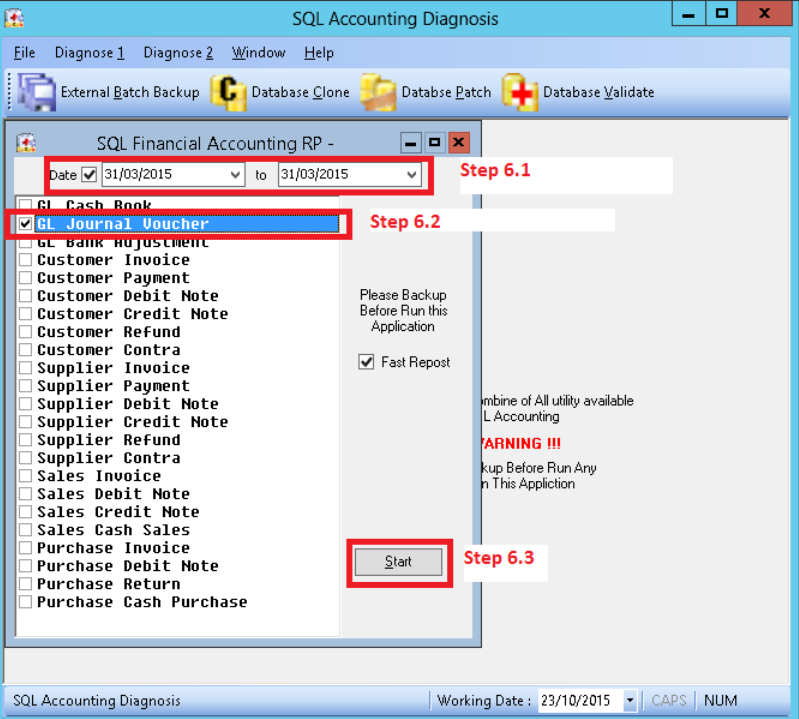 SQL Accounting Diagnosis
File Diagnose 1 Diagnose 2 Window Help
External Batch Backup Database Clone Databse Patch Database Validate
SQL Financial Accounting RP -
Date 31/03/2015 to 31/03/2015 Step 6.1
GL Cash Book
GL Journal Voucher Step 6.2
GL Bank Adjustment
Customer Invoice
Customer Payment
Customer Debit Note
Customer Credit Note
Customer Refund
Customer Contra
Supplier Invoice
Supplier Payment
Supplier Debit Note
Supplier Credit Note
Supplier Refund
Supplier Contra
Sales Invoice
Sales Debit Note
Sales Credit Note
Sales Cash Sales
Purchase Invoice
Purchase Debit Note
Purchase Return
Purchase Cash Purchase
Please Backup
Before Run this
Application
Fast Repost
Start Step 6.3
mbine of All utility available
L Accounting
ARNING !!!
kup Before Run Any
n This Appliction
SQL Accounting Diagnosis Working Date : 23/10/2015 CAPS NUM